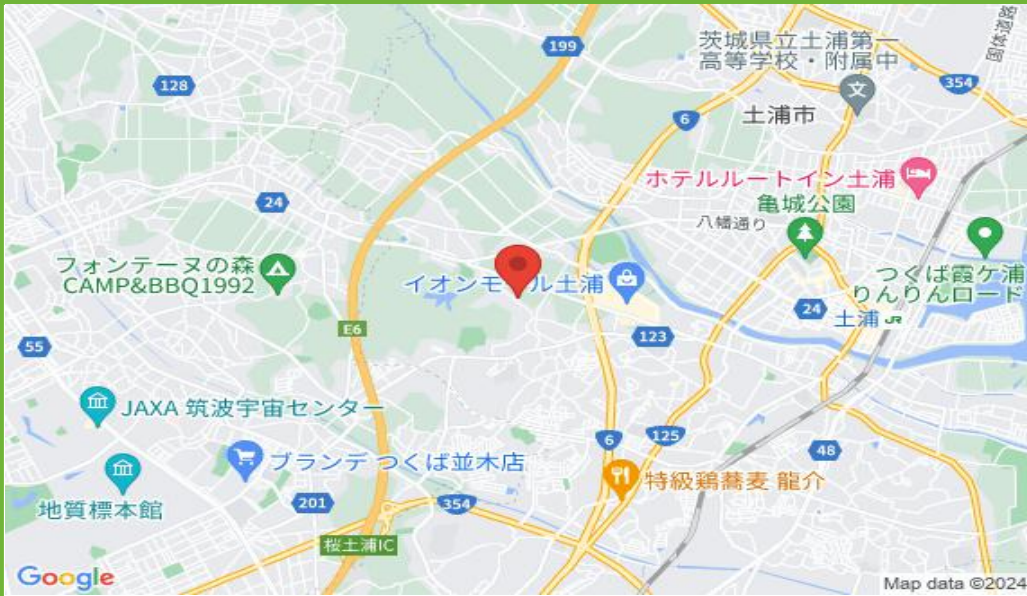 199
茨城県立土浦第一
高等学校・附属中
国体道路
128
354
6
土浦市
ホテルルートイン土浦
24
亀城公園
八幡通り
フォンテーヌの森
CAMP&BBQ1992
イオンモール土浦
つくば霞ケ浦
りんりんロード
24
土浦 JR
E6
123
55
JAXA 筑波宇宙センター
6
125
48
ブランデ つくば並木店
特級鶏蕎麦 龍介
地質標本館
201
354
桜土浦IC
Google
Map data ©2024